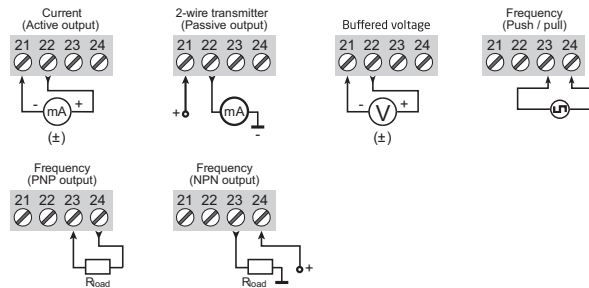 Current
(Active output)
21 22 23 24
- mA +
(±)
2-wire transmitter
(Passive output)
21 22 23 24
+ mA
-
Buffered voltage
21 22 23 24
- V +
(±)
Frequency
(Push / pull)
21 22 23 24
Frequency
(PNP output)
21 22 23 24
Rload
Frequency
(NPN output)
21 22 23 24
+
Rload